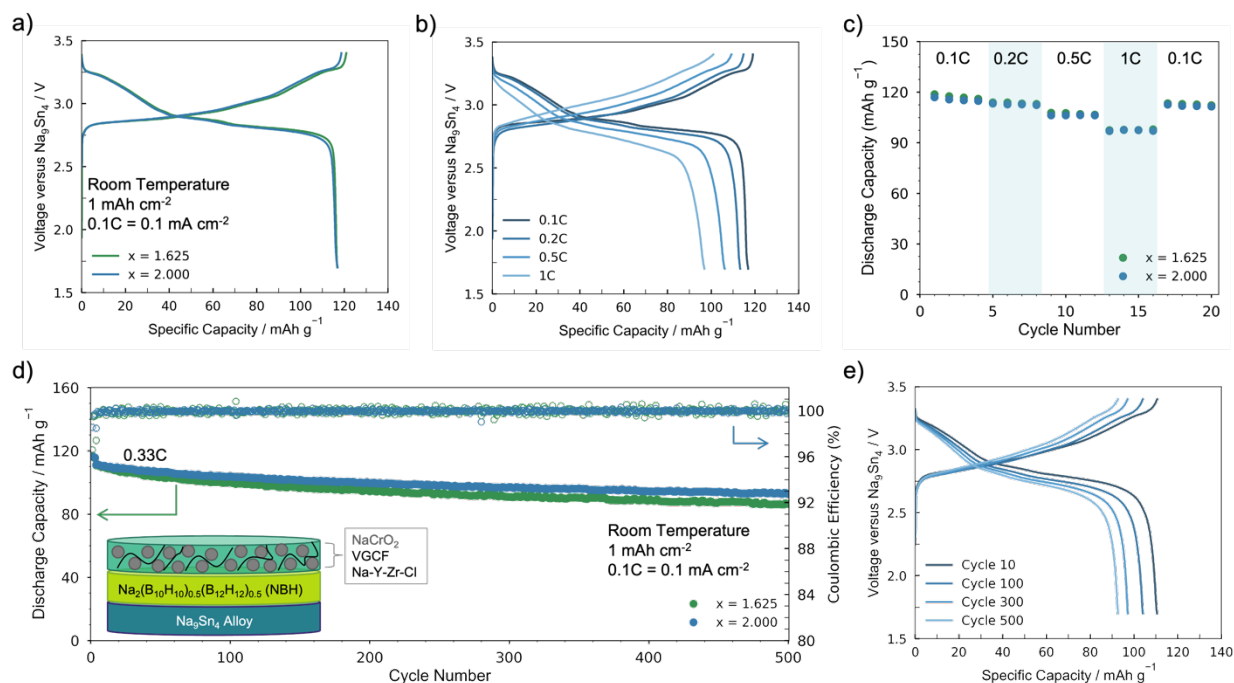 a)
3.5
3.0
2.5
2.0
1.5
Voltage versus Na₉Sn₄ / V
Room Temperature
1 mAh cm⁻²
0.1C = 0.1 mA cm⁻²
x = 1.625
x = 2.000
0 20 40 60 80 100 120 140
Specific Capacity / mAh g⁻¹
b)
3.5
3.0
2.5
2.0
1.5
Voltage versus Na₉Sn₄ / V
0.1C
0.2C
0.5C
1C
0 20 40 60 80 100 120 140
Specific Capacity / mAh g⁻¹
c)
150
120
90
60
30
0
Discharge Capacity (mAh g⁻¹)
0.1C 0.2C 0.5C 1C 0.1C
x = 1.625
x = 2.000
0 5 10 15 20
Cycle Number
d)
160
120
80
40
0
Discharge Capacity / mAh g⁻¹
0.33C
NaCrO₂
VGCF
Na-Y-Zr-Cl
Na₂(B₁₀H₁₀)₀.₅(B₁₂H₁₂)₀.₅ (NBH)
Na₉Sn₄ Alloy
Room Temperature
1 mAh cm⁻²
0.1C = 0.1 mA cm⁻²
x = 1.625
x = 2.000
100
96
92
88
84
80
Coulombic Efficiency (%)
0 100 200 300 400 500
Cycle Number
e)
3.5
3.0
2.5
2.0
1.5
Voltage versus Na₉Sn₄ / V
Cycle 10
Cycle 100
Cycle 300
Cycle 500
0 20 40 60 80 100 120 140
Specific Capacity / mAh g⁻¹